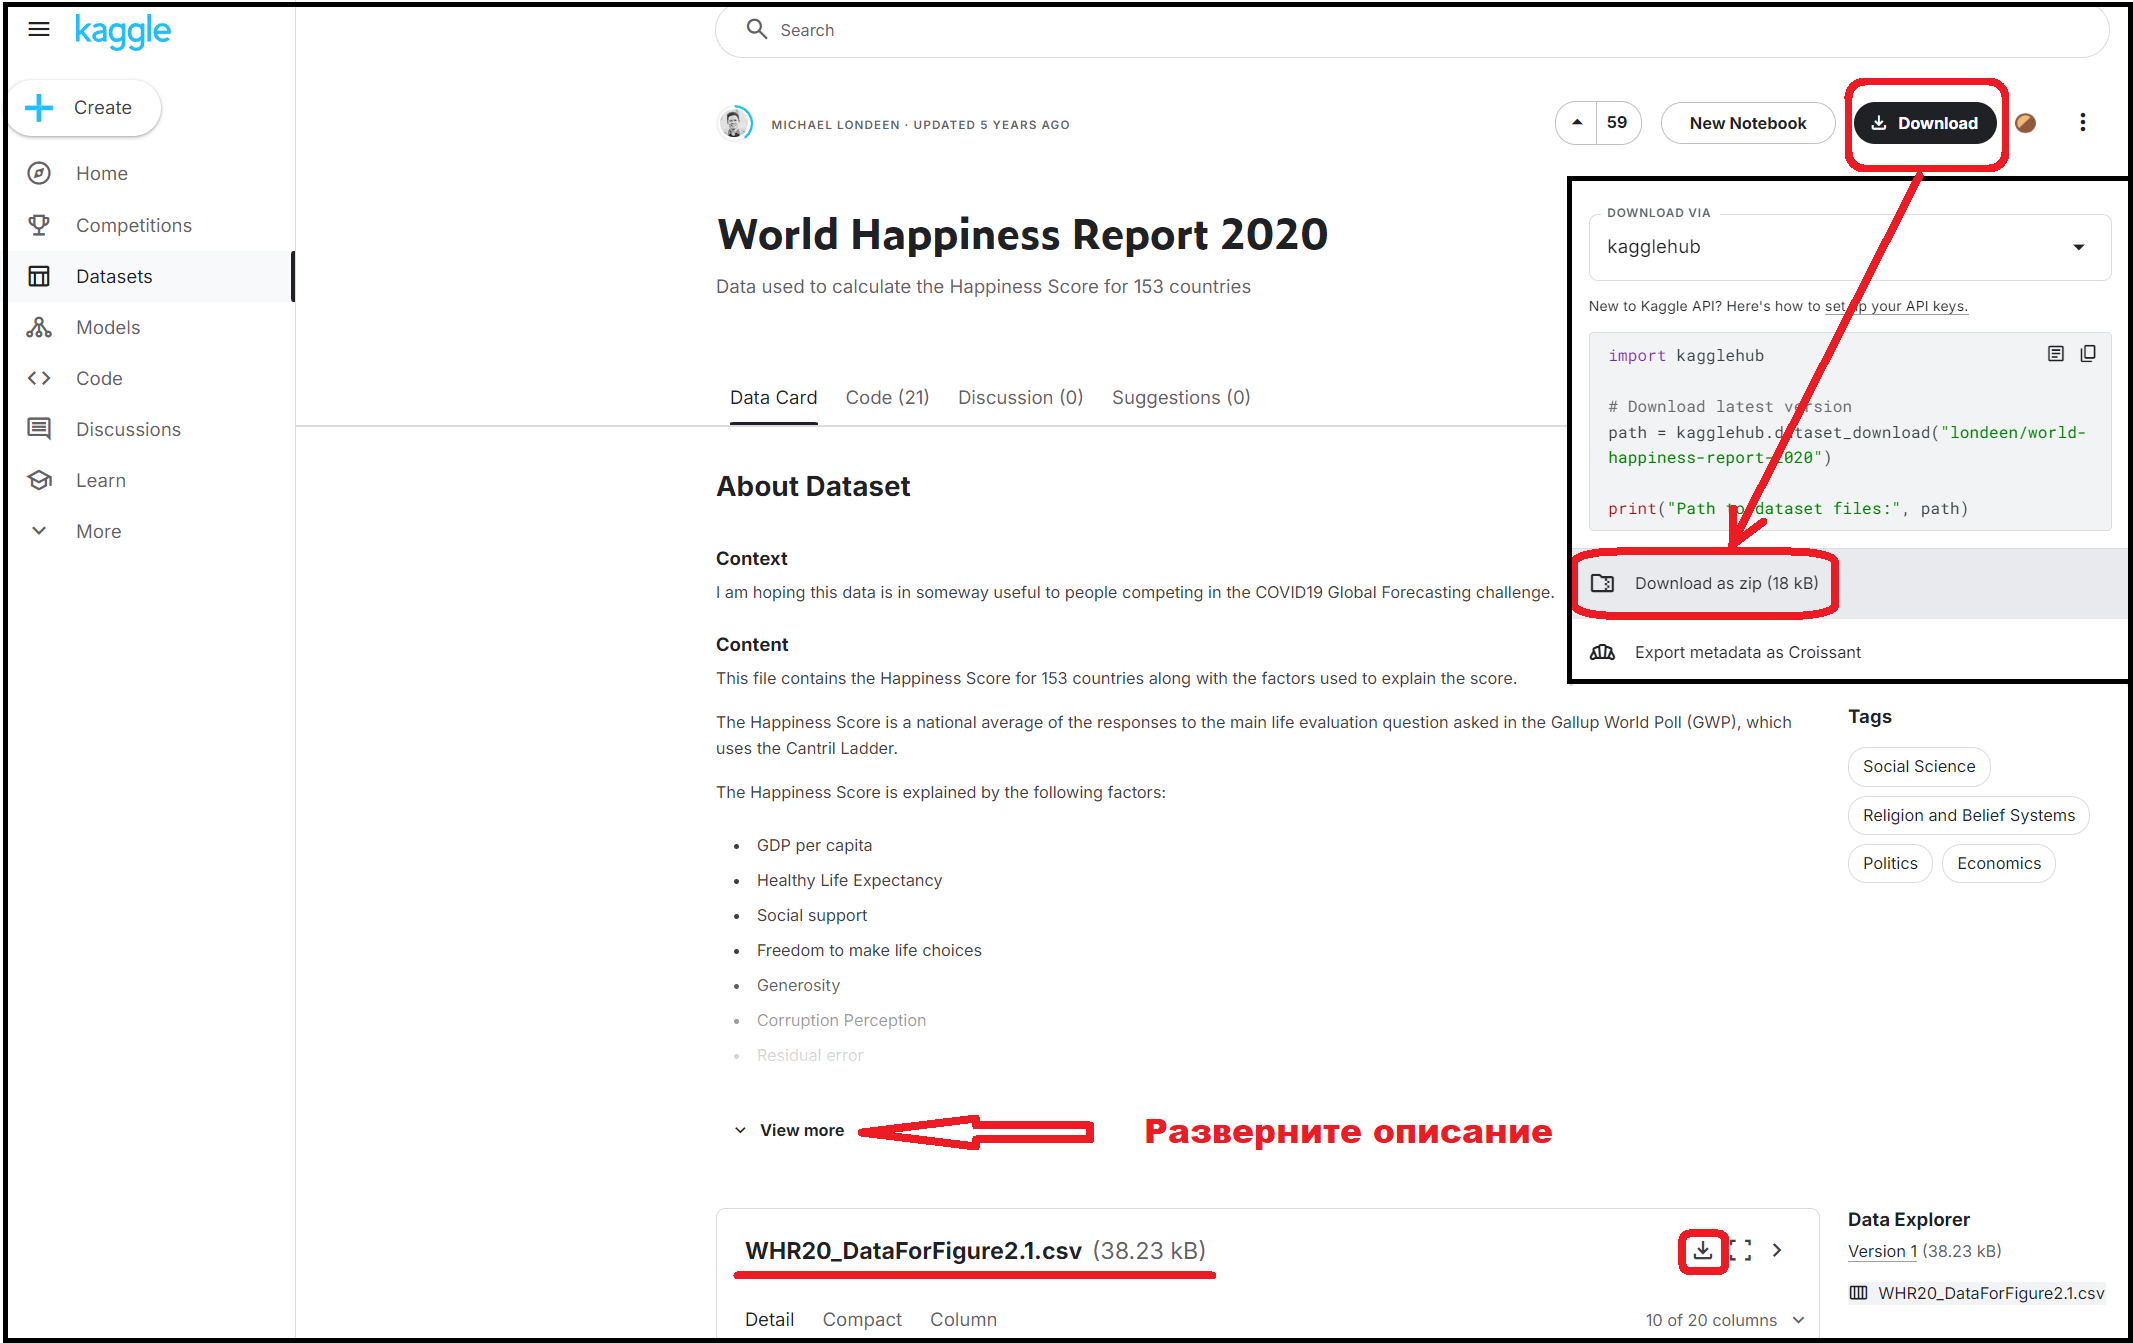 kaggle
Search
Create
Home
Competitions
Datasets
Models
Code
Discussions
Learn
More
MICHAEL LONDEEN · UPDATED 5 YEARS AGO
59
New Notebook
Download
World Happiness Report 2020
Data used to calculate the Happiness Score for 153 countries
DOWNLOAD VIA
kagglehub
New to Kaggle API? Here's how to set up your API keys.
import kagglehub
# Download latest version
path = kagglehub.dataset_download("londeen/world-
happiness-report-2020")
print("Path to dataset files:", path)
Download as zip (18 kB)
Export metadata as Croissant
Data Card
Code (21)
Discussion (0)
Suggestions (0)
About Dataset
Context
I am hoping this data is in someway useful to people competing in the COVID19 Global Forecasting challenge.
Content
This file contains the Happiness Score for 153 countries along with the factors used to explain the score.
The Happiness Score is a national average of the responses to the main life evaluation question asked in the Gallup World Poll (GWP), which
uses the Cantril Ladder.
The Happiness Score is explained by the following factors:
• GDP per capita
• Healthy Life Expectancy
• Social support
• Freedom to make life choices
• Generosity
• Corruption Perception
• Residual error
View more
Разверните описание
Tags
Social Science
Religion and Belief Systems
Politics
Economics
WHR20_DataForFigure2.1.csv (38.23 kB)
Detail
Compact
Column
10 of 20 columns
Data Explorer
Version 1 (38.23 kB)
WHR20_DataForFigure2.1.csv